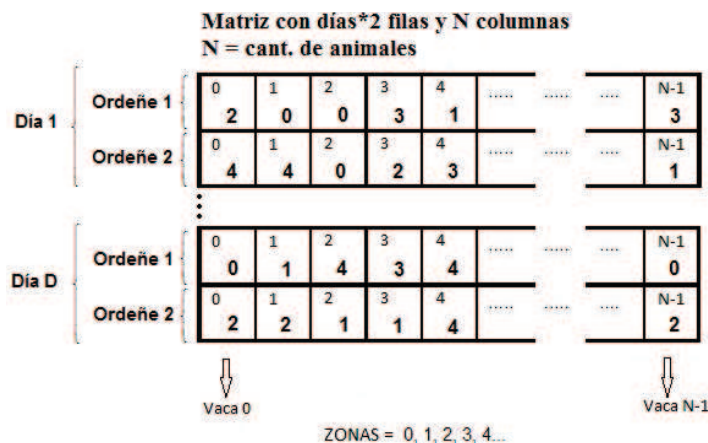 Matriz con días*2 filas y N columnas
N = cant. de animales
Día 1
Ordeñe 1
0 1 2 3 4 ..... ..... .... N-1
2 0 0 3 1 3
Ordeñe 2
0 1 2 3 4 ..... ..... .... N-1
4 4 0 2 3 1
Día D
Ordeñe 1
0 1 2 3 4 ..... ..... .... N-1
0 1 4 3 4 0
Ordeñe 2
0 1 2 3 4 ..... ..... .... N-1
2 2 1 1 4 2
Vaca 0 Vaca N-1
ZONAS = 0, 1, 2, 3, 4...